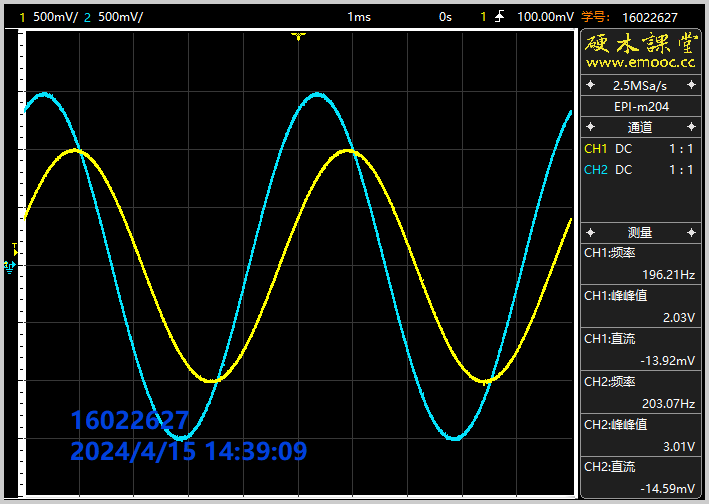 1 500mV/ 2 500mV/ 1ms 0s 1 100.00mV 学号: 16022627
硬木課堂
www.emooc.cc
2.5MSa/s
EPI-m204
通道
CH1 DC 1 : 1
CH2 DC 1 : 1
测量
CH1:频率
196.21Hz
CH1:峰峰值
2.03V
CH1:直流
-13.92mV
CH2:频率
203.07Hz
CH2:峰峰值
3.01V
CH2:直流
-14.59mV
T
16022627
2024/4/15 14:39:09